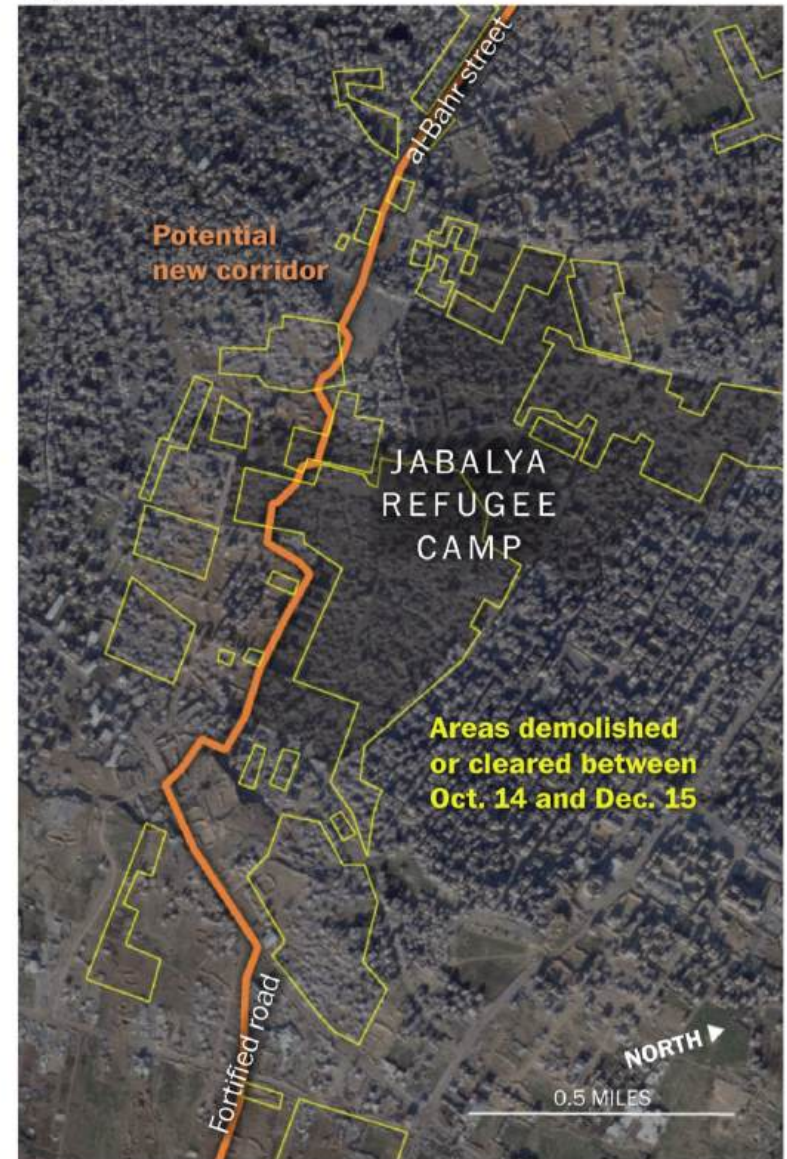 al-Bahr street
Potential
new corridor
JABALYA
REFUGEE
CAMP
Areas demolished
or cleared between
Oct. 14 and Dec. 15
Fortified road
NORTH
0.5 MILES